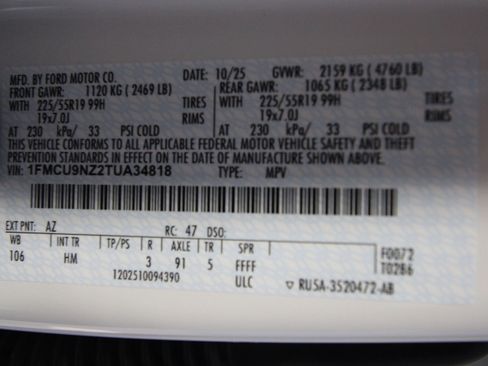 MFD. BY FORD MOTOR CO. DATE: 10/25 GVWR: 2159 KG (4760 LB)
FRONT GAWR: 1120 KG (2469 LB) REAR GAWR: 1065 KG (2348 LB)
WITH 225/55R19 99H TIRES WITH 225/55R19 99H TIRES
19x7.0J RIMS 19x7.0J RIMS
AT 230 kPa/ 33 PSI COLD AT 230 kPa/ 33 PSI COLD
THIS VEHICLE CONFORMS TO ALL APPLICABLE FEDERAL MOTOR VEHICLE SAFETY AND THEFT
PREVENTION STANDARDS IN EFFECT ON THE DATE OF MANUFACTURE SHOWN ABOVE.
VIN: 1FMCU9NZ2TUA34818 TYPE: MPV
EXT PNT: AZ RC: 47 DSO:
WB INT TR TP/PS R AXLE TR SPR F0072
106 HM 3 91 5 FFFF T0286
1202510094390 ULC ▽ RUSA-3520472-AB